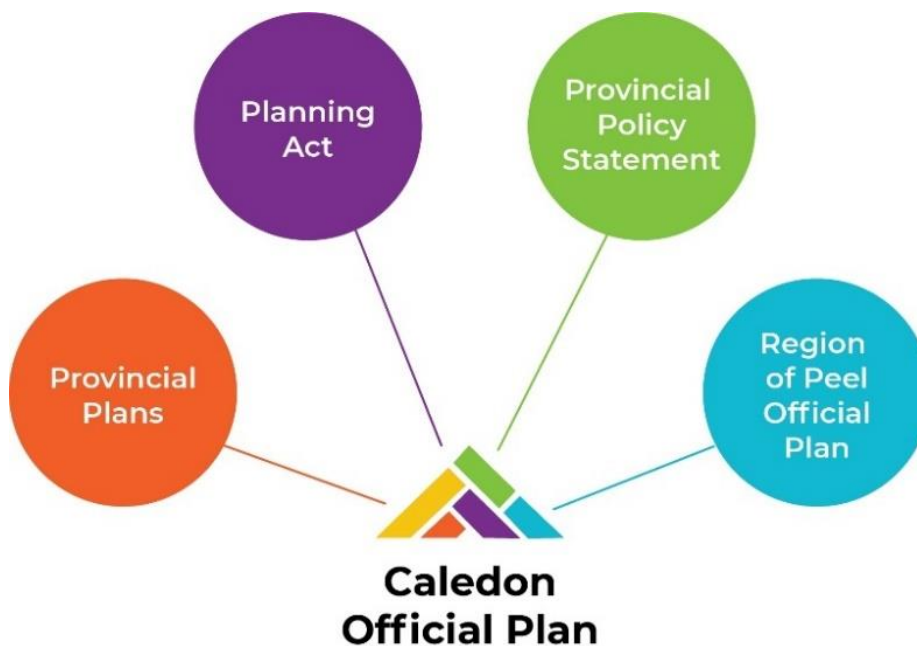 Planning
Act
Provincial
Policy
Statement
Provincial
Plans
Region
of Peel
Official
Plan
Caledon
Official Plan